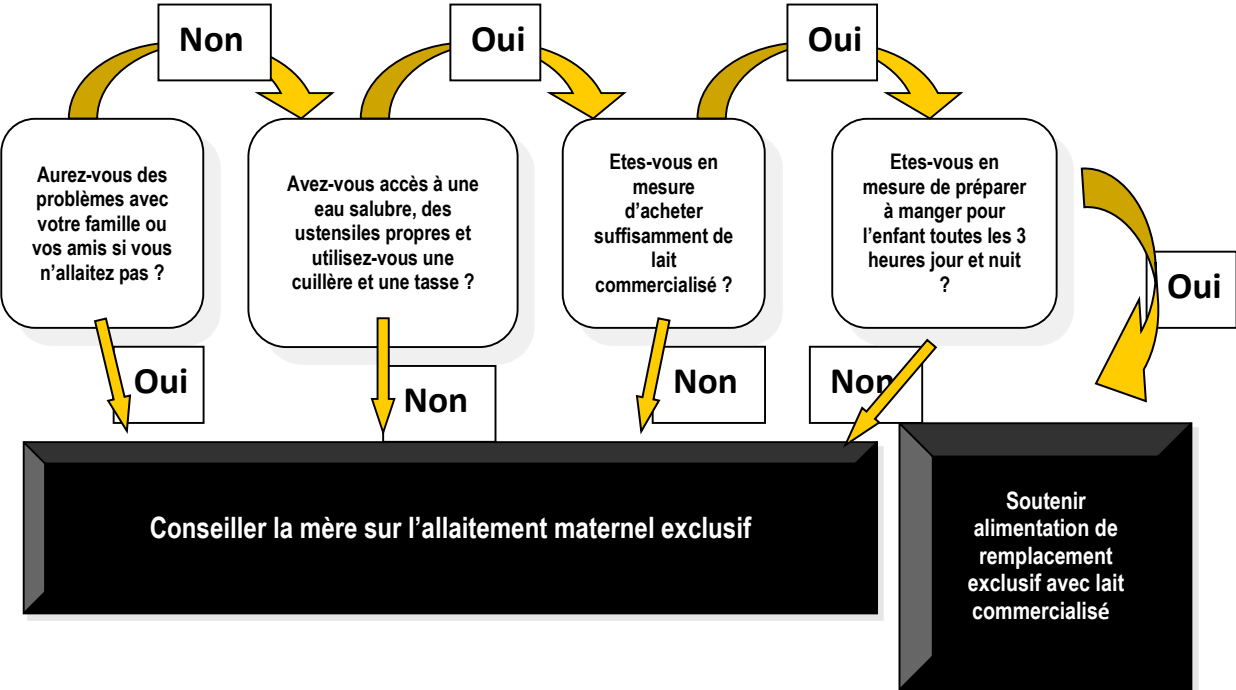 Non
Oui
Oui
Aurez-vous des
problèmes avec
votre famille ou
vos amis si vous
n’allaitez pas ?
Avez-vous accès à une
eau salubre, des
ustensiles propres et
utilisez-vous une
cuillère et une tasse ?
Etes-vous en
mesure
d’acheter
suffisamment de
lait
commercialisé ?
Etes-vous en
mesure de préparer
à manger pour
l’enfant toutes les 3
heures jour et nuit
?
Oui
Oui
Non
Non
Non
Conseiller la mère sur l’allaitement maternel exclusif
Soutenir
alimentation de
remplacement
exclusif avec lait
commercialisé